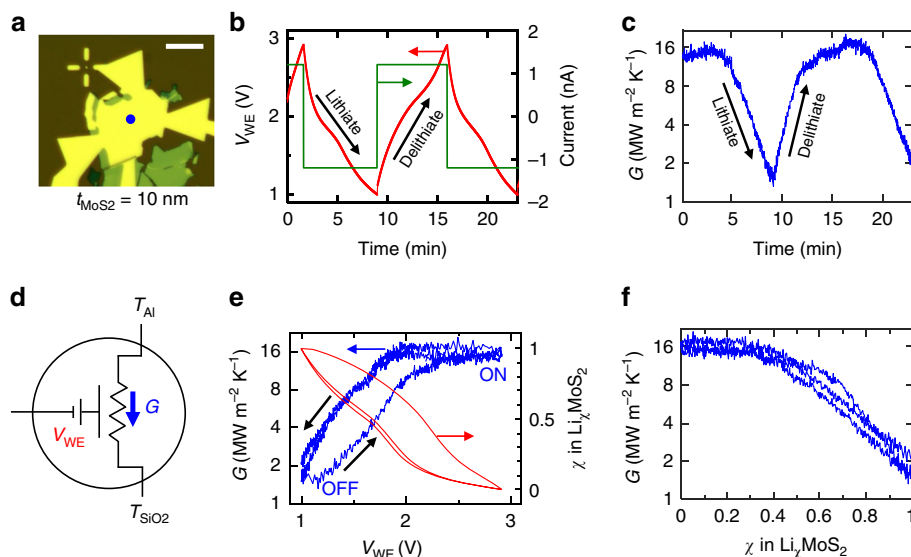 a
t_MoS2 = 10 nm
b
V_WE (V)
3
2
1
Lithiate
Delithiate
2
1
0
−1
−2
Current (nA)
0 5 10 15 20
Time (min)
c
G (MW m⁻² K⁻¹)
16
8
4
2
1
Lithiate
Delithiate
0 5 10 15 20
Time (min)
d
T_Al
G
V_WE
T_SiO2
e
G (MW m⁻² K⁻¹)
16
8
4
2
1
ON
OFF
1
0.5
0
χ in Li_χMoS₂
1 2 3
V_WE (V)
f
G (MW m⁻² K⁻¹)
16
8
4
2
1
0 0.2 0.4 0.6 0.8 1
χ in Li_χMoS₂